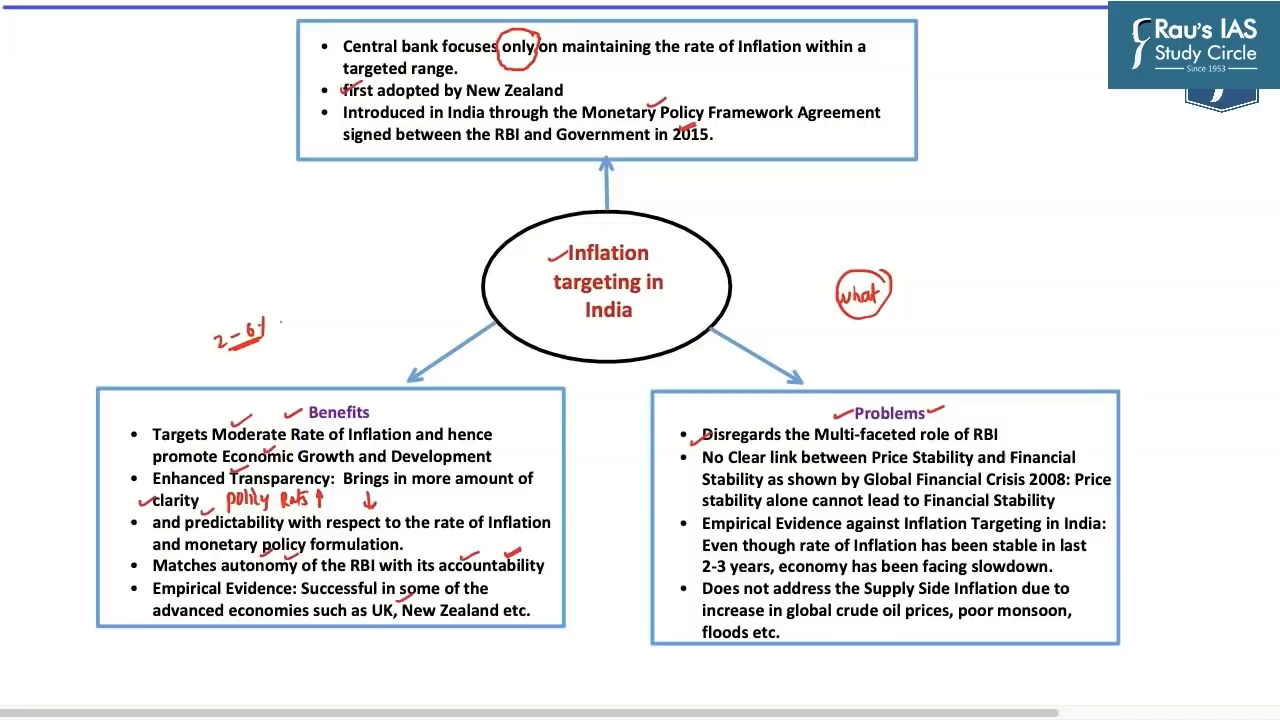 Rau's IAS
Study Circle
Since 1953
• Central bank focuses only on maintaining the rate of Inflation within a
targeted range.
• first adopted by New Zealand
• Introduced in India through the Monetary Policy Framework Agreement
signed between the RBI and Government in 2015.
Inflation
targeting in
India
what
2-6%
Benefits
• Targets Moderate Rate of Inflation and hence
promote Economic Growth and Development
• Enhanced Transparency: Brings in more amount of
clarity policy Rate ↑ ↓
• and predictability with respect to the rate of Inflation
and monetary policy formulation.
• Matches autonomy of the RBI with its accountability
• Empirical Evidence: Successful in some of the
advanced economies such as UK, New Zealand etc.
Problems
• Disregards the Multi-faceted role of RBI
• No Clear link between Price Stability and Financial
Stability as shown by Global Financial Crisis 2008: Price
stability alone cannot lead to Financial Stability
• Empirical Evidence against Inflation Targeting in India:
Even though rate of Inflation has been stable in last
2-3 years, economy has been facing slowdown.
• Does not address the Supply Side Inflation due to
increase in global crude oil prices, poor monsoon,
floods etc.